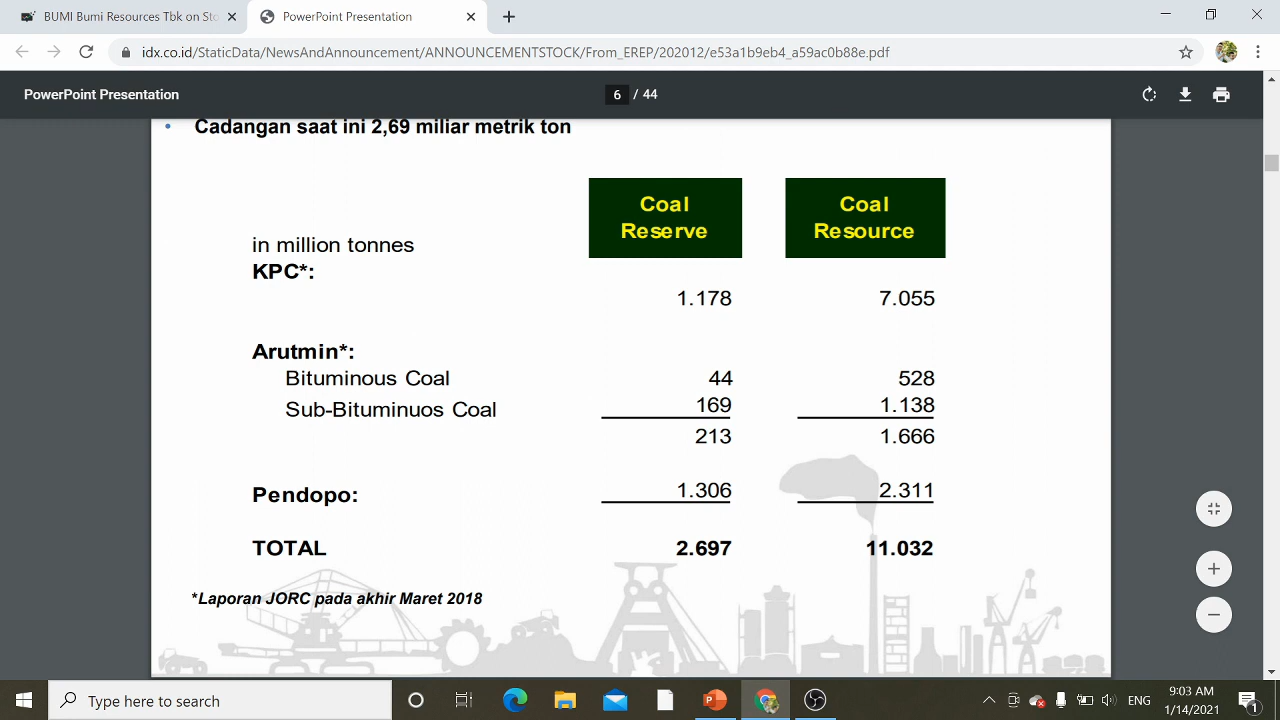 BUMI Bumi Resources Tbk on Sto
PowerPoint Presentation
idx.co.id/StaticData/NewsAndAnnouncement/ANNOUNCEMENTSTOCK/From_EREP/202012/e53a1b9eb4_a59ac0b88e.pdf
PowerPoint Presentation
6 / 44
• Cadangan saat ini 2,69 miliar metrik ton
Coal Coal
Reserve Resource
in million tonnes
KPC*:
1.178 7.055
Arutmin*:
Bituminous Coal 44 528
Sub-Bituminuos Coal 169 1.138
213 1.666
Pendopo: 1.306 2.311
TOTAL 2.697 11.032
*Laporan JORC pada akhir Maret 2018
Type here to search
ENG
9:03 AM
1/14/2021
1